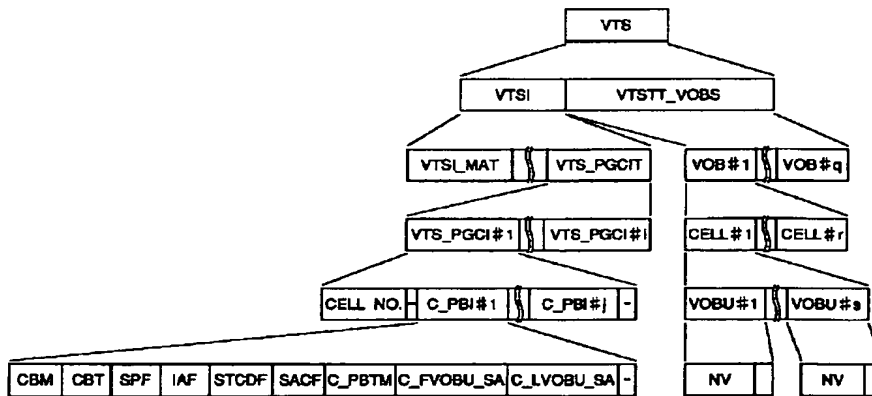 VTS
VTSI VTSTT_VOBS
VTSI_MAT VTS_PGCIT VOB#1 VOB#q
VTS_PGCI#1 VTS_PGCI#i CELL#1 CELL#r
CELL NO. - C_PBI#1 C_PBI#j - VOBU#1 VOBU#s
CBM CBT SPF IAF STCDF SACF C_PBTM C_FVOBU_SA C_LVOBU_SA - NV NV